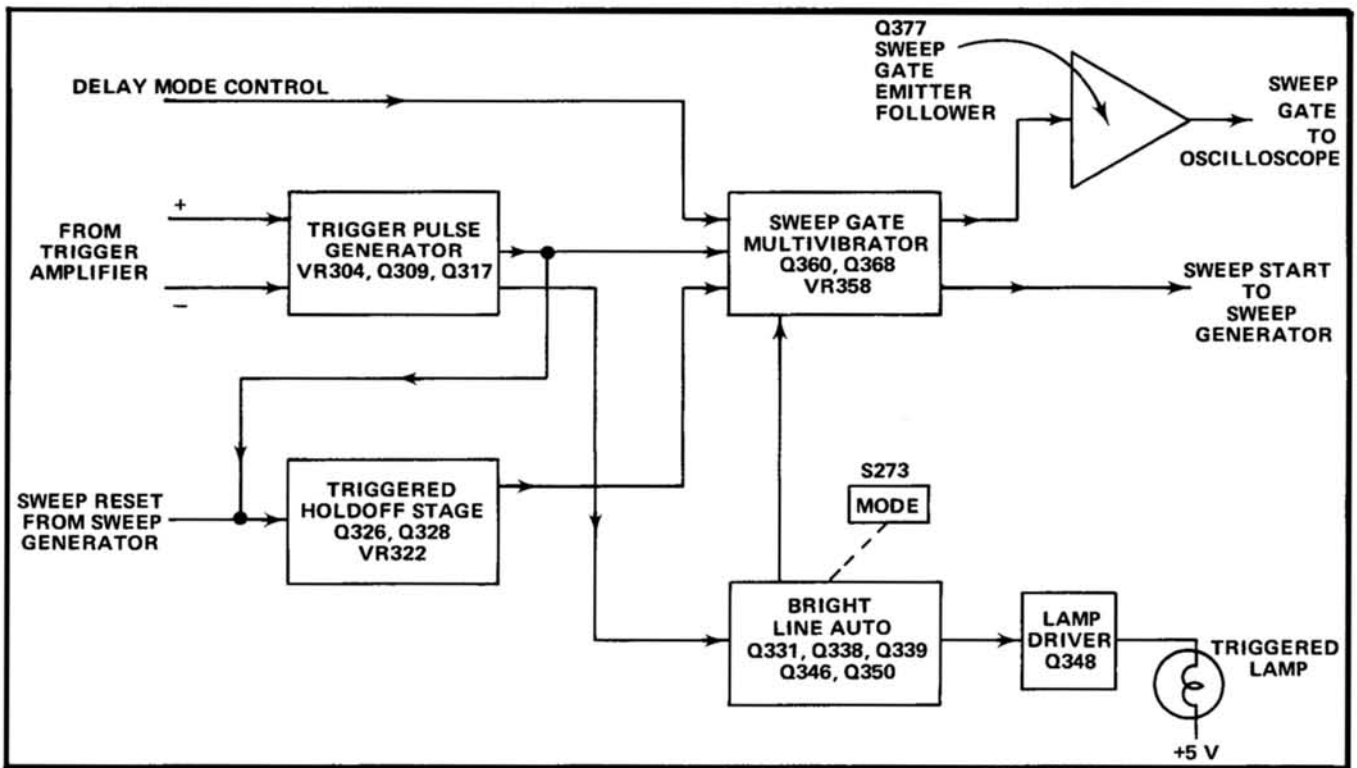 DELAY MODE CONTROL
Q377
SWEEP
GATE
EMITTER
FOLLOWER
SWEEP
GATE
TO
OSCILLOSCOPE
FROM
TRIGGER
AMPLIFIER
+
−
TRIGGER PULSE
GENERATOR
VR304, Q309, Q317
SWEEP GATE
MULTIVIBRATOR
Q360, Q368
VR358
SWEEP START
TO
SWEEP
GENERATOR
SWEEP RESET
FROM SWEEP
GENERATOR
TRIGGERED
HOLDOFF STAGE
Q326, Q328
VR322
S273
MODE
BRIGHT
LINE AUTO
Q331, Q338, Q339
Q346, Q350
LAMP
DRIVER
Q348
TRIGGERED
LAMP
+5 V